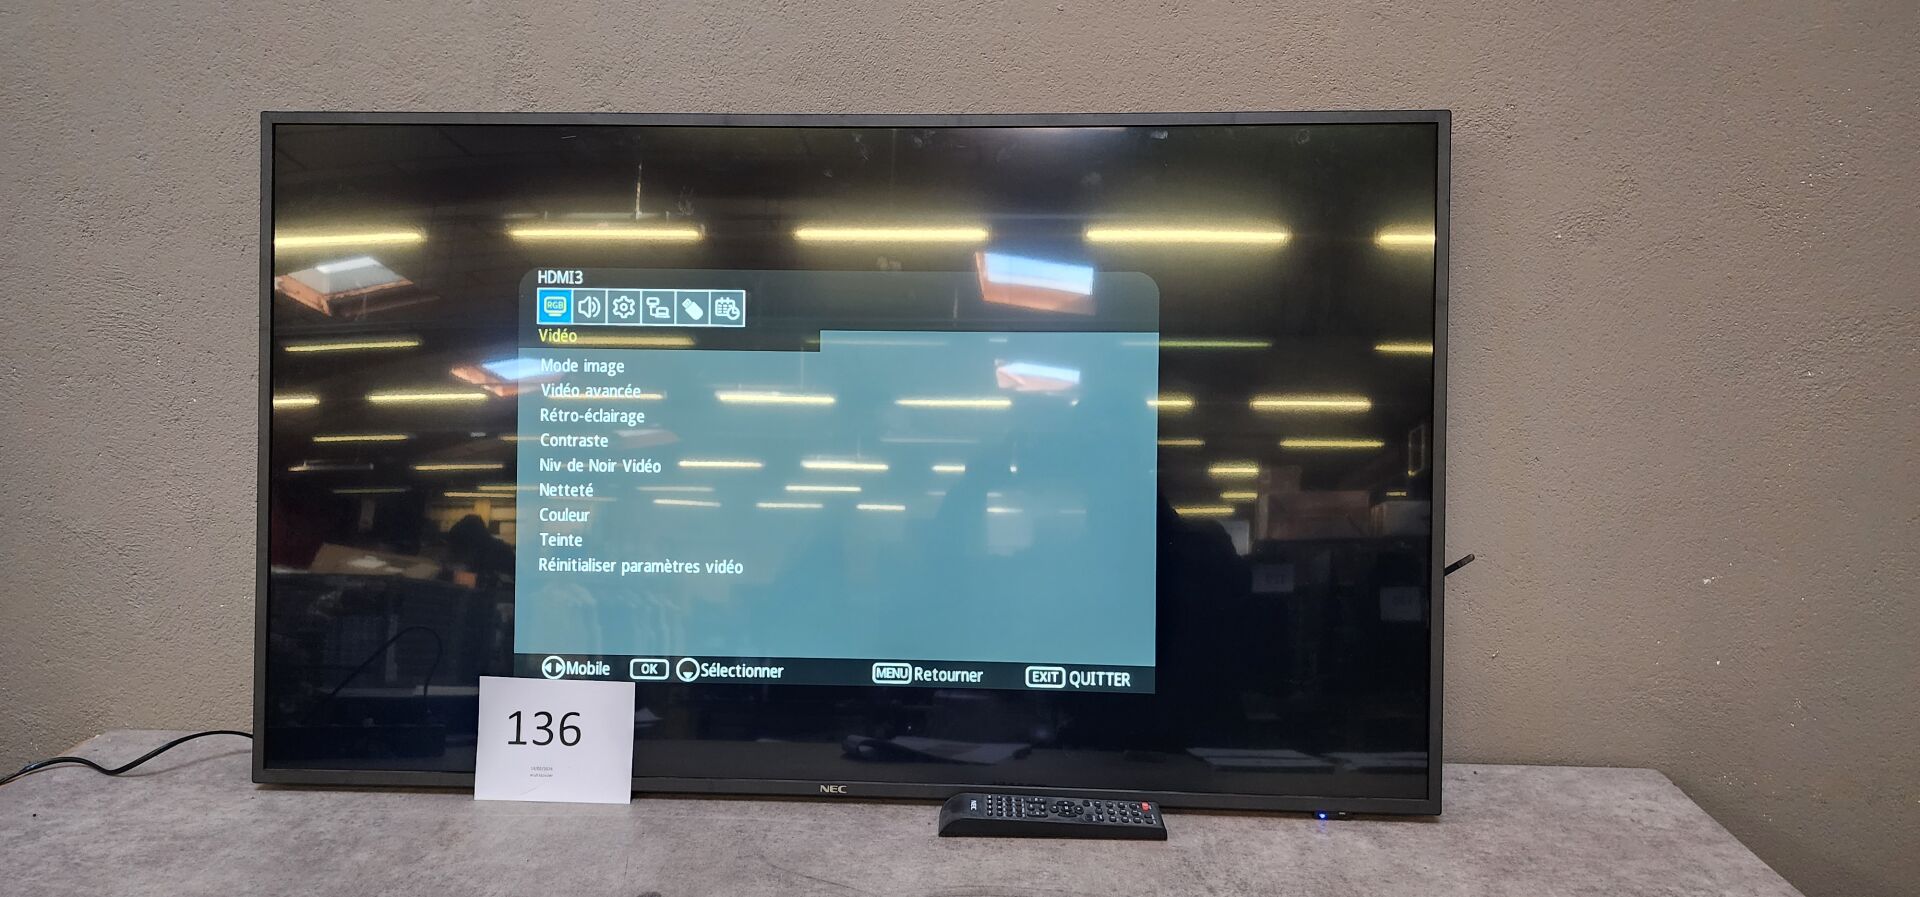 HDMI3
RGB
Vidéo
Mode image
Vidéo avancée
Rétro-éclairage
Contraste
Niv de Noir Vidéo
Netteté
Couleur
Teinte
Réinitialiser paramètres vidéo
Mobile OK Sélectionner MENU Retourner EXIT QUITTER
136
NEC
NEC